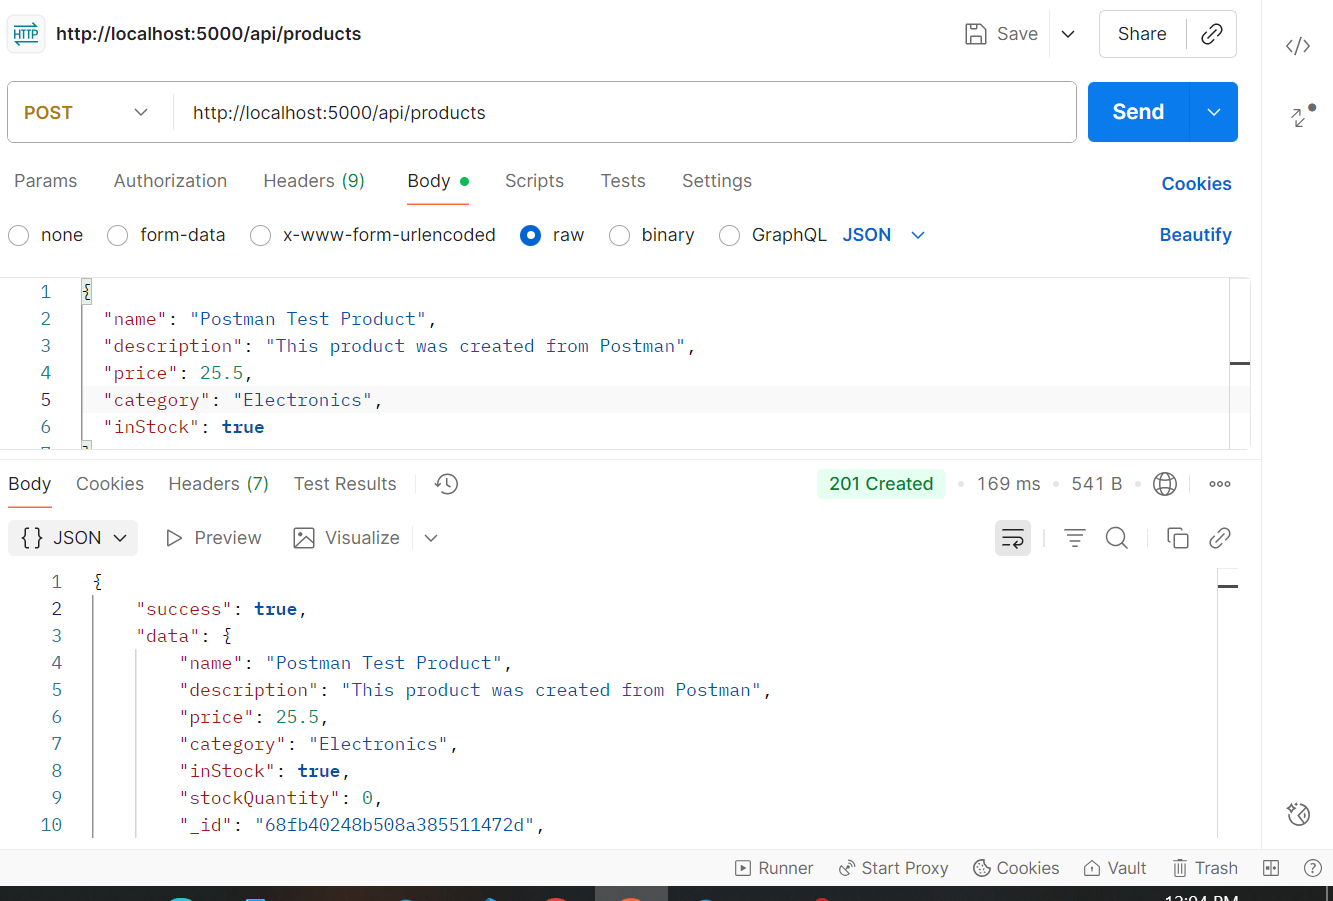 HTTP http://localhost:5000/api/products Save Share
POST http://localhost:5000/api/products Send
Params Authorization Headers (9) Body Scripts Tests Settings Cookies
none form-data x-www-form-urlencoded raw binary GraphQL JSON Beautify
1 {
2 "name": "Postman Test Product",
3 "description": "This product was created from Postman",
4 "price": 25.5,
5 "category": "Electronics",
6 "inStock": true
Body Cookies Headers (7) Test Results 201 Created 169 ms 541 B
{} JSON Preview Visualize
1 {
2 "success": true,
3 "data": {
4 "name": "Postman Test Product",
5 "description": "This product was created from Postman",
6 "price": 25.5,
7 "category": "Electronics",
8 "inStock": true,
9 "stockQuantity": 0,
10 "_id": "68fb40248b508a385511472d",
Runner Start Proxy Cookies Vault Trash